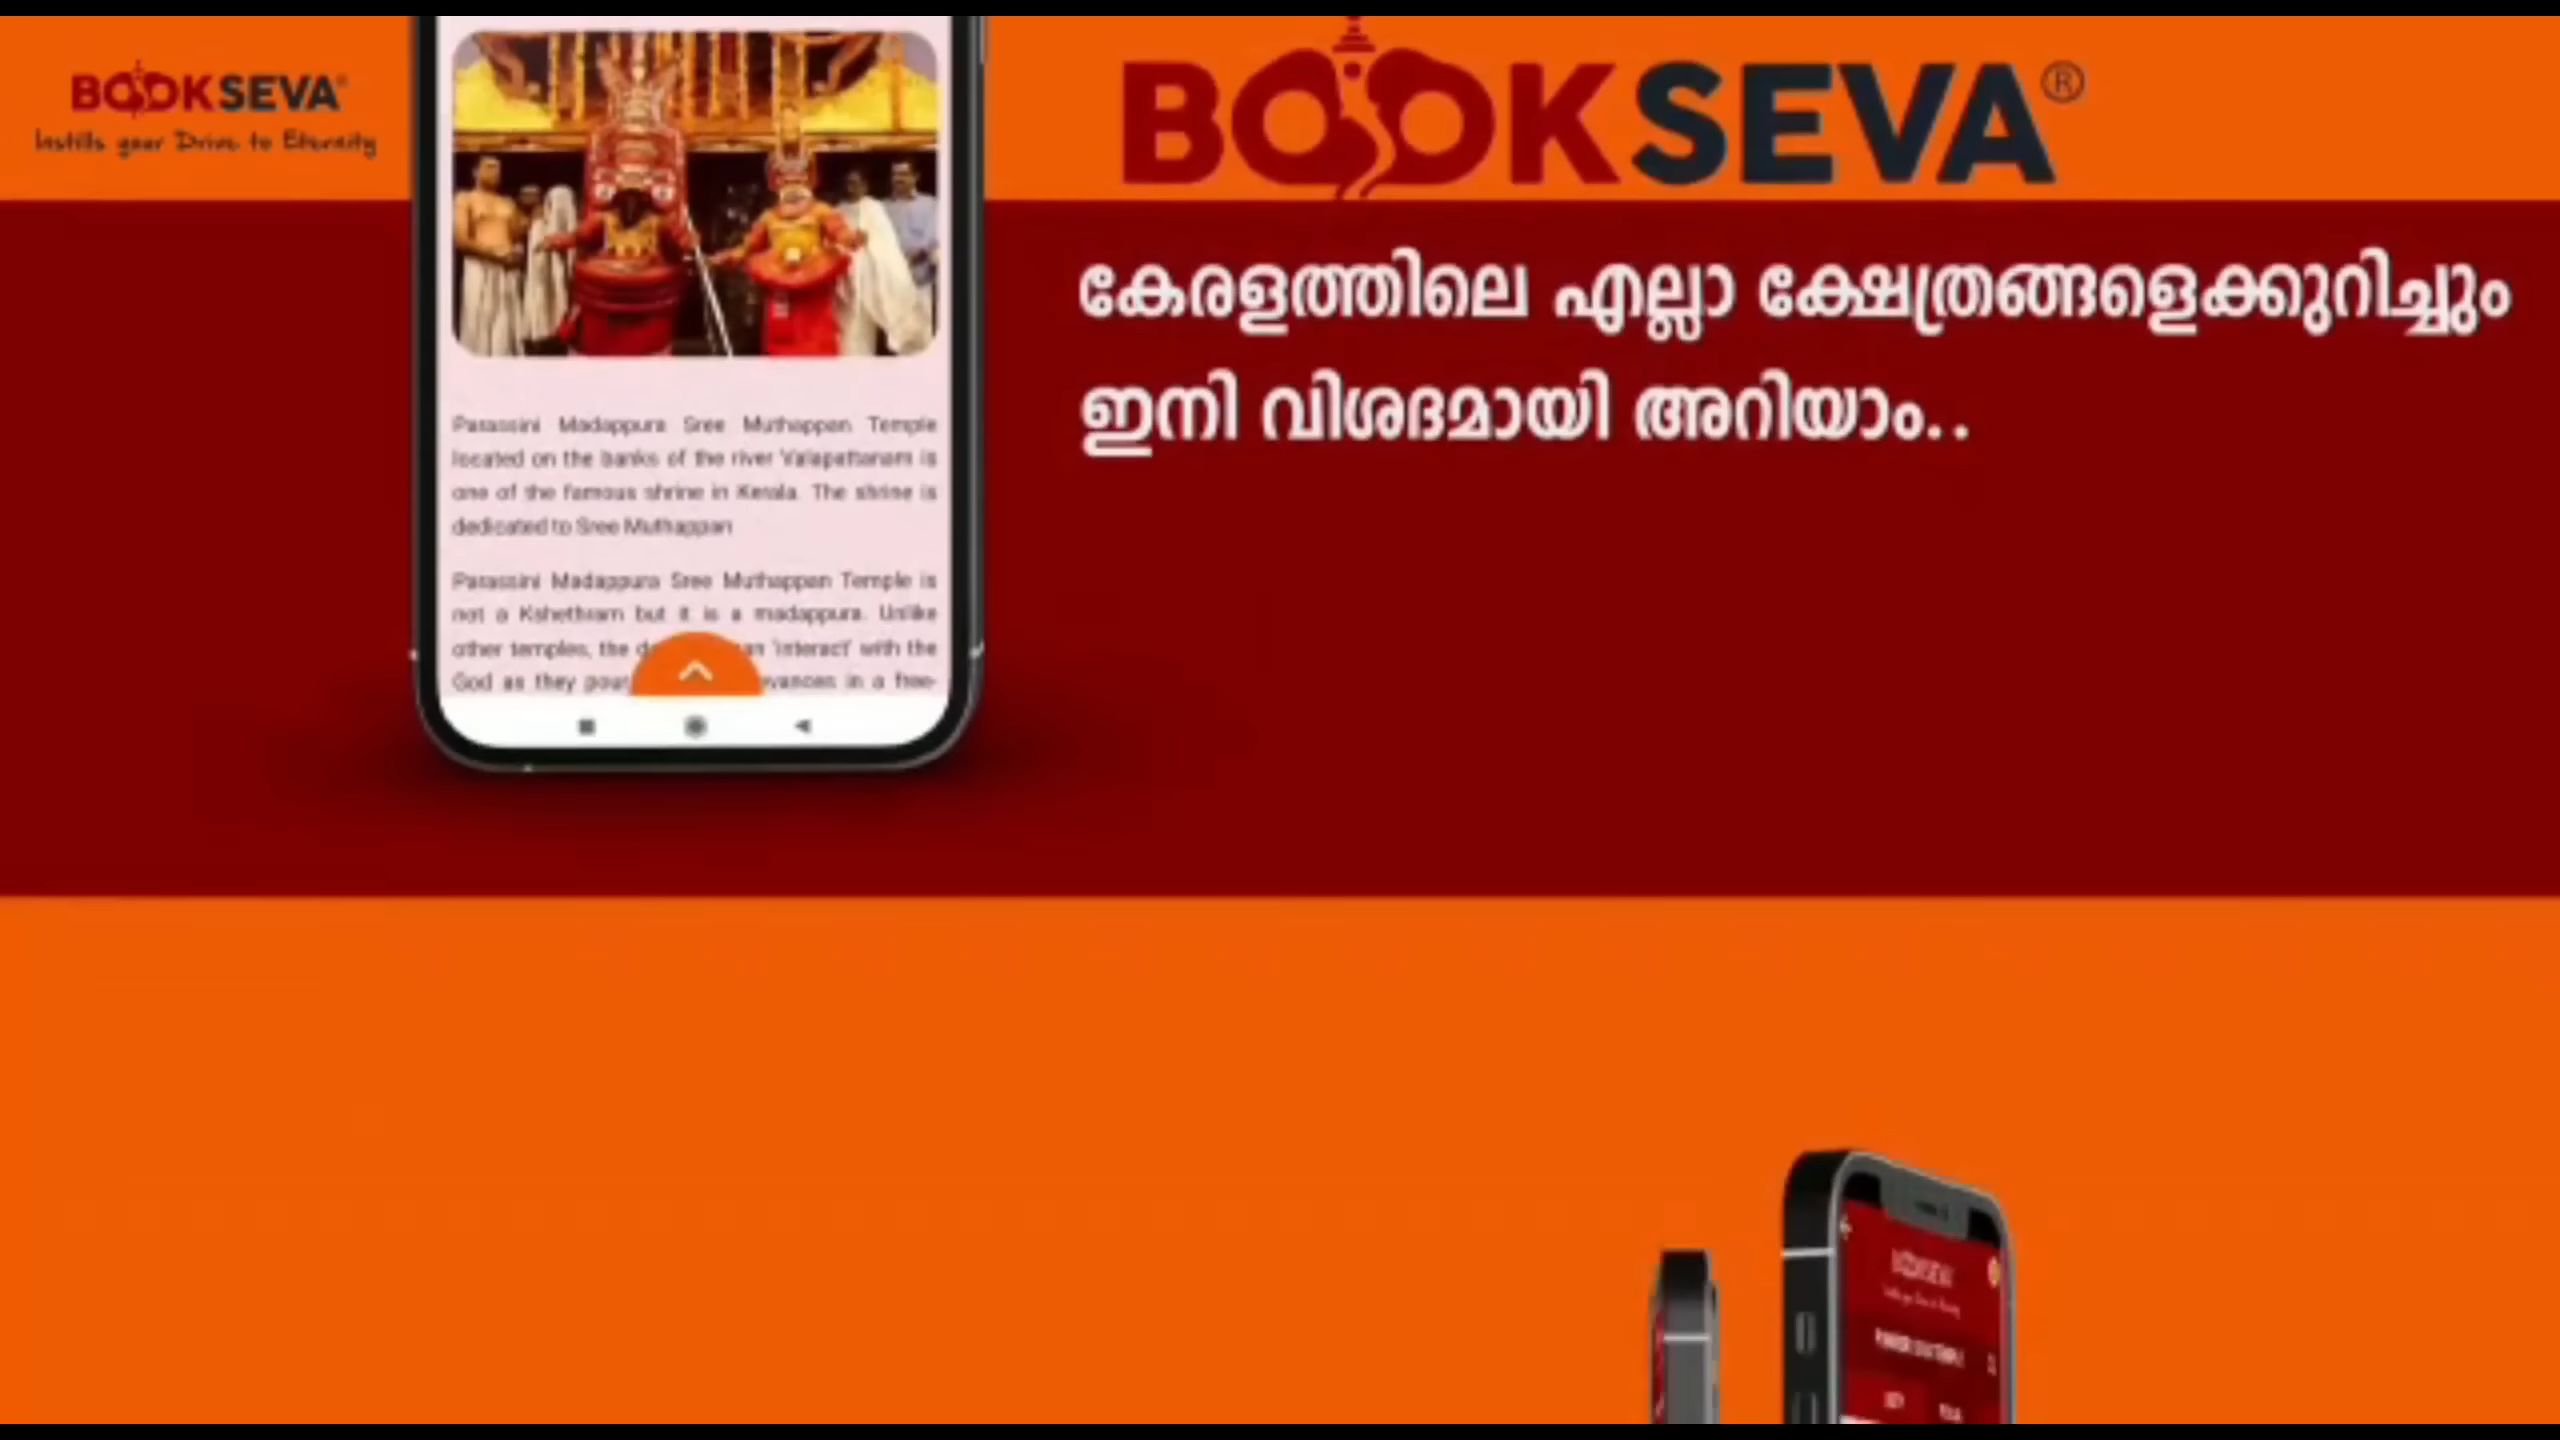 BOOKSEVA
Instills your Drive to Eternity
BOOKSEVA®
കേരളത്തിലെ എല്ലാ ക്ഷേത്രങ്ങളെക്കുറിച്ചും
ഇനി വിശദമായി അറിയാം..
Parassini Madappura Sree Muthappan Temple
located on the banks of the river Valapattanam is
one of the famous shrine in Kerala. The shrine is
dedicated to Sree Muthappan
Parassini Madappura Sree Muthappan Temple is
not a Kshethram but it is a madappura. Unlike
other temples, the 'interact' with the
God as they in a free-
BOOKSEVA